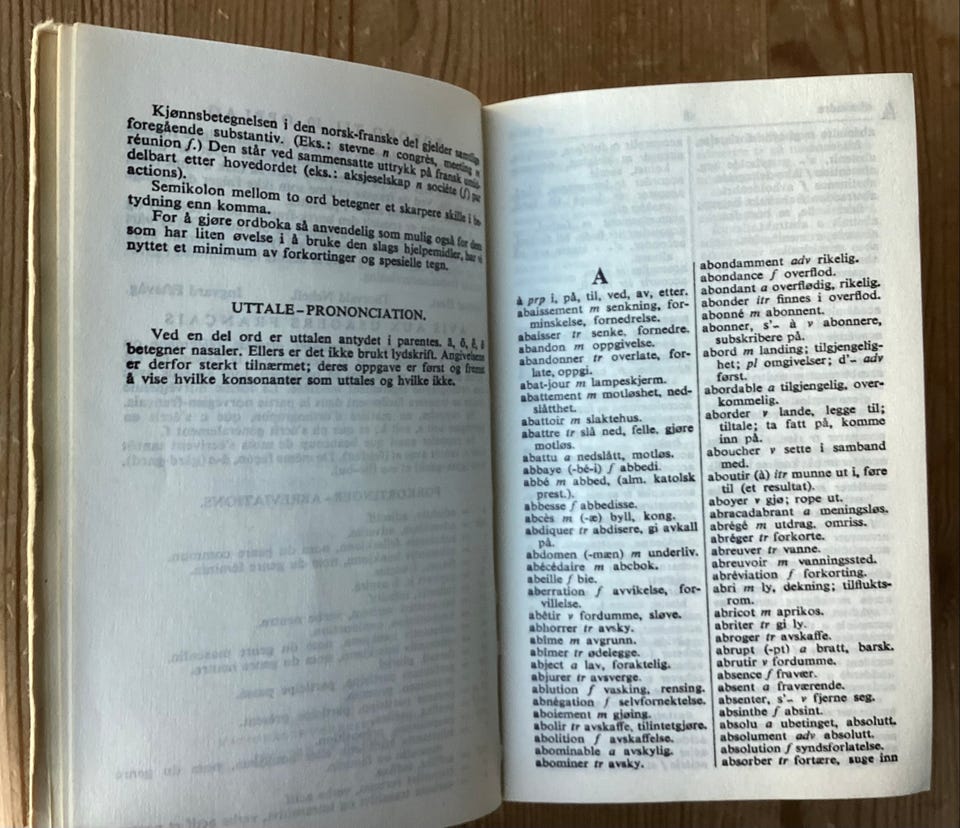 Kjønnsbetegnelsen i den norsk-franske del gjelder samtlige
foregående substantiv. (Eks.: stevne n congrès, meeting n
réunion f.) Den står ved sammensatte uttrykk på fransk umid-
delbart etter hovedordet (eks.: aksjeselskap n société (f) par
actions).
Semikolon mellom to ord betegner et skarpere skille i be-
tydning enn komma.
For å gjøre ordboka så anvendelig som mulig også for dem
som har liten øvelse i å bruke den slags hjelpemidler, har vi
nyttet et minimum av forkortinger og spesielle tegn.
UTTALE–PRONONCIATION.
Ved en del ord er uttalen antydet i parentes.
betegner nasaler. Ellers er det ikke brukt lydskrift. Angivelsene
er derfor sterkt tilnærmet; deres oppgave er først og fremst
å vise hvilke konsonanter som uttales og hvilke ikke.
A
à prp i, på, til, ved, av, etter.
abaissement m senkning, for-
minskelse, fornedrelse.
abaisser tr senke, fornedre.
abandon m oppgivelse.
abandonner tr overlate, for-
late, oppgi.
abat-jour m lampeskjerm.
abattement m motløshet, ned-
slåtthet.
abattoir m slaktehus.
abattre tr slå ned, felle, gjøre
motløs.
abattu a nedslått, motløs.
abbaye (-bé-i) f abbedi.
abbé m abbed, (alm. katolsk
prest.).
abbesse f abbedisse.
abcès m (-æ) byll, kong.
abdiquer tr abdisere, gi avkall
på.
abdomen (-mæn) m underliv.
abécédaire m abcbok.
abeille f bie.
aberration f avvikelse, for-
villelse.
abêtir v fordumme, sløve.
abhorrer tr avsky.
abîme m avgrunn.
abîmer tr ødelegge.
abject a lav, foraktelig.
abjurer tr avsverge.
ablution f vasking, rensing.
abnégation f selvfornektelse.
aboiement m gjøing.
abolir tr avskaffe, tilintetgjøre.
abolition f avskaffelse.
abominable a avskylig.
abominer tr avsky.
abondamment adv rikelig.
abondance f overflod.
abondant a overflødig, rikelig.
abonder itr finnes i overflod.
abonné m abonnent.
abonner, s'– à v abonnere,
subskribere på.
abord m landing; tilgjengelig-
het; pl omgivelser; d'– adv
først.
abordable a tilgjengelig, over-
kommelig.
aborder v lande, legge til;
tiltale; ta fatt på, komme
inn på.
aboucher v sette i samband
med.
aboutir (à) itr munne ut i, føre
til (et resultat).
aboyer v gjø; rope ut.
abracadabrant a meningsløs.
abrégé m utdrag, omriss.
abréger tr forkorte.
abreuver tr vanne.
abreuvoir m vanningssted.
abréviation f forkorting.
abri m ly, dekning; tilflukts-
rom.
abricot m aprikos.
abriter tr gi ly.
abroger tr avskaffe.
abrupt (-pt) a bratt, barsk.
abrutir v fordumme.
absence f fravær.
absent a fraværende.
absenter, s'– v fjerne seg.
absinthe f absint.
absolu a ubetinget, absolutt.
absolument adv absolutt.
absolution f syndsforlatelse.
absorber tr fortære, suge inn